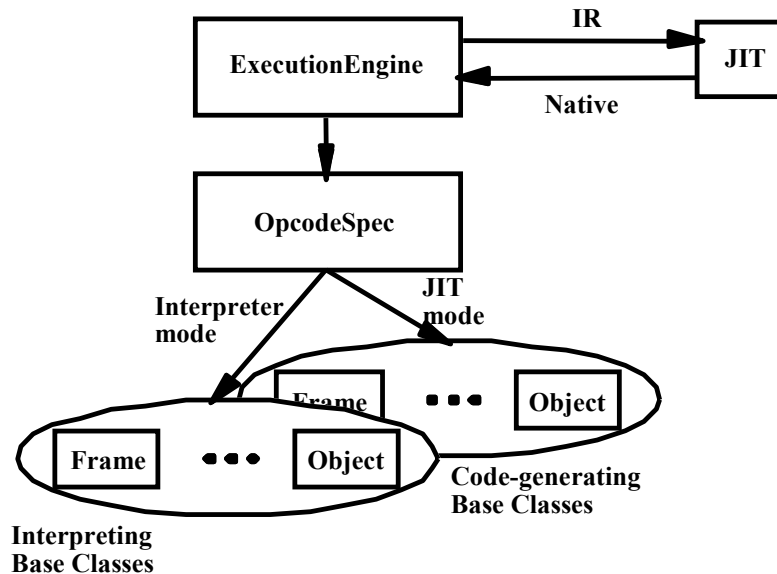 IR
ExecutionEngine
JIT
Native
OpcodeSpec
Interpreter
mode
JIT
mode
Frame
Object
Frame
Object
Code-generating
Base Classes
Interpreting
Base Classes